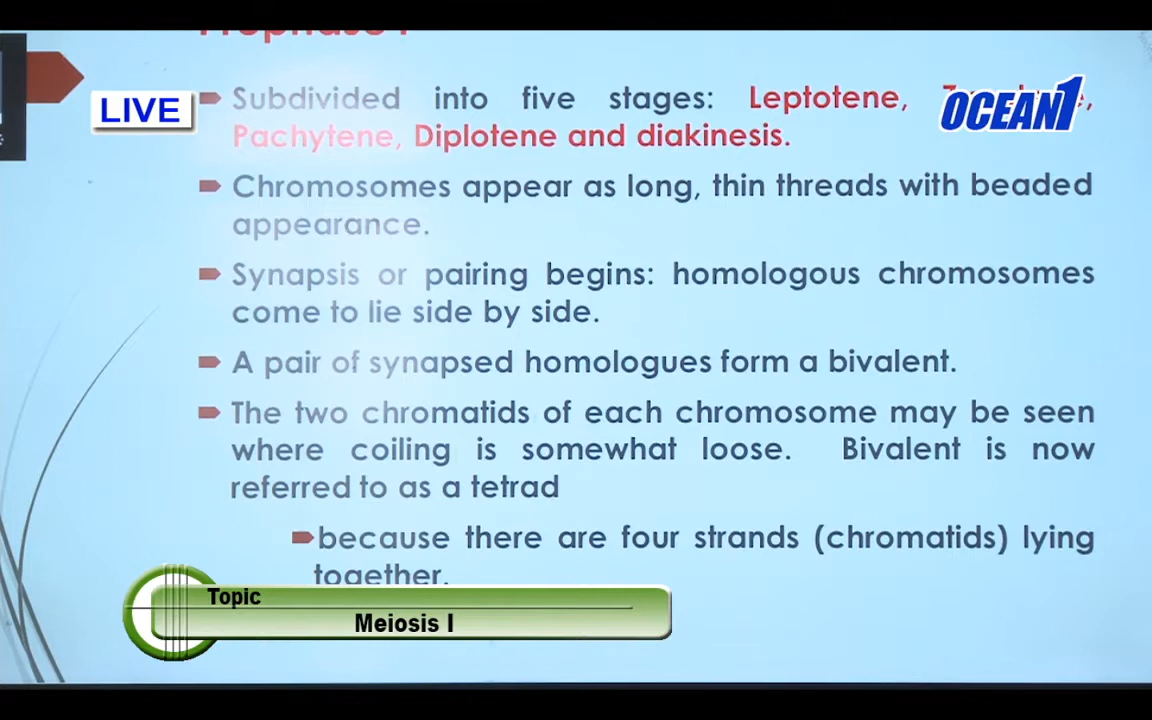 Subdivided into five stages: Leptotene,
Pachytene, Diplotene and diakinesis.
Chromosomes appear as long, thin threads with beaded
appearance.
Synapsis or pairing begins: homologous chromosomes
come to lie side by side.
A pair of synapsed homologues form a bivalent.
The two chromatids of each chromosome may be seen
where coiling is somewhat loose. Bivalent is now
referred to as a tetrad
because there are four strands (chromatids) lying
together.
LIVE
OCEAN1
Topic
Meiosis I